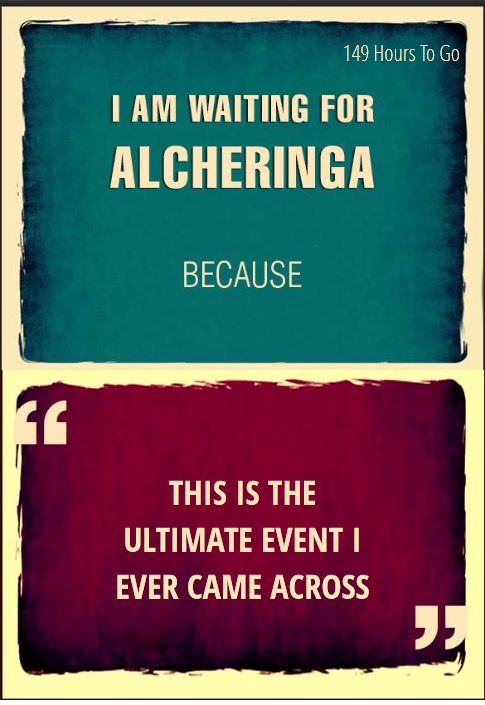 149 Hours To Go
I AM WAITING FOR
ALCHERINGA
BECAUSE
“
THIS IS THE
ULTIMATE EVENT I
EVER CAME ACROSS
”